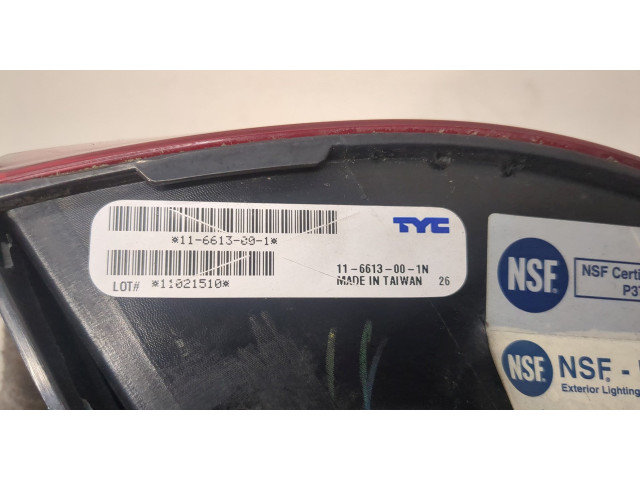 TYC
*11-6613-00-1*
11-6613-00-1N
LOT# *11021510*
MADE IN TAIWAN 26
NSF
NSF Certi
NSF
NSF -
Exterior Lighting